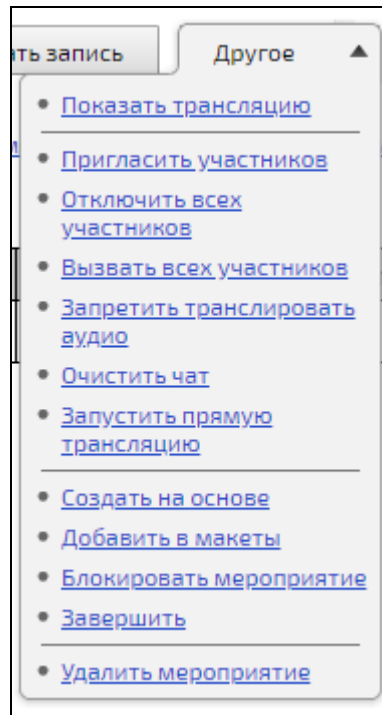 ть запись
Другое
Показать трансляцию
Пригласить участников
Отключить всех
участников
Вызвать всех участников
Запретить транслировать
аудио
Очистить чат
Запустить прямую
трансляцию
Создать на основе
Добавить в макеты
Блокировать мероприятие
Завершить
Удалить мероприятие